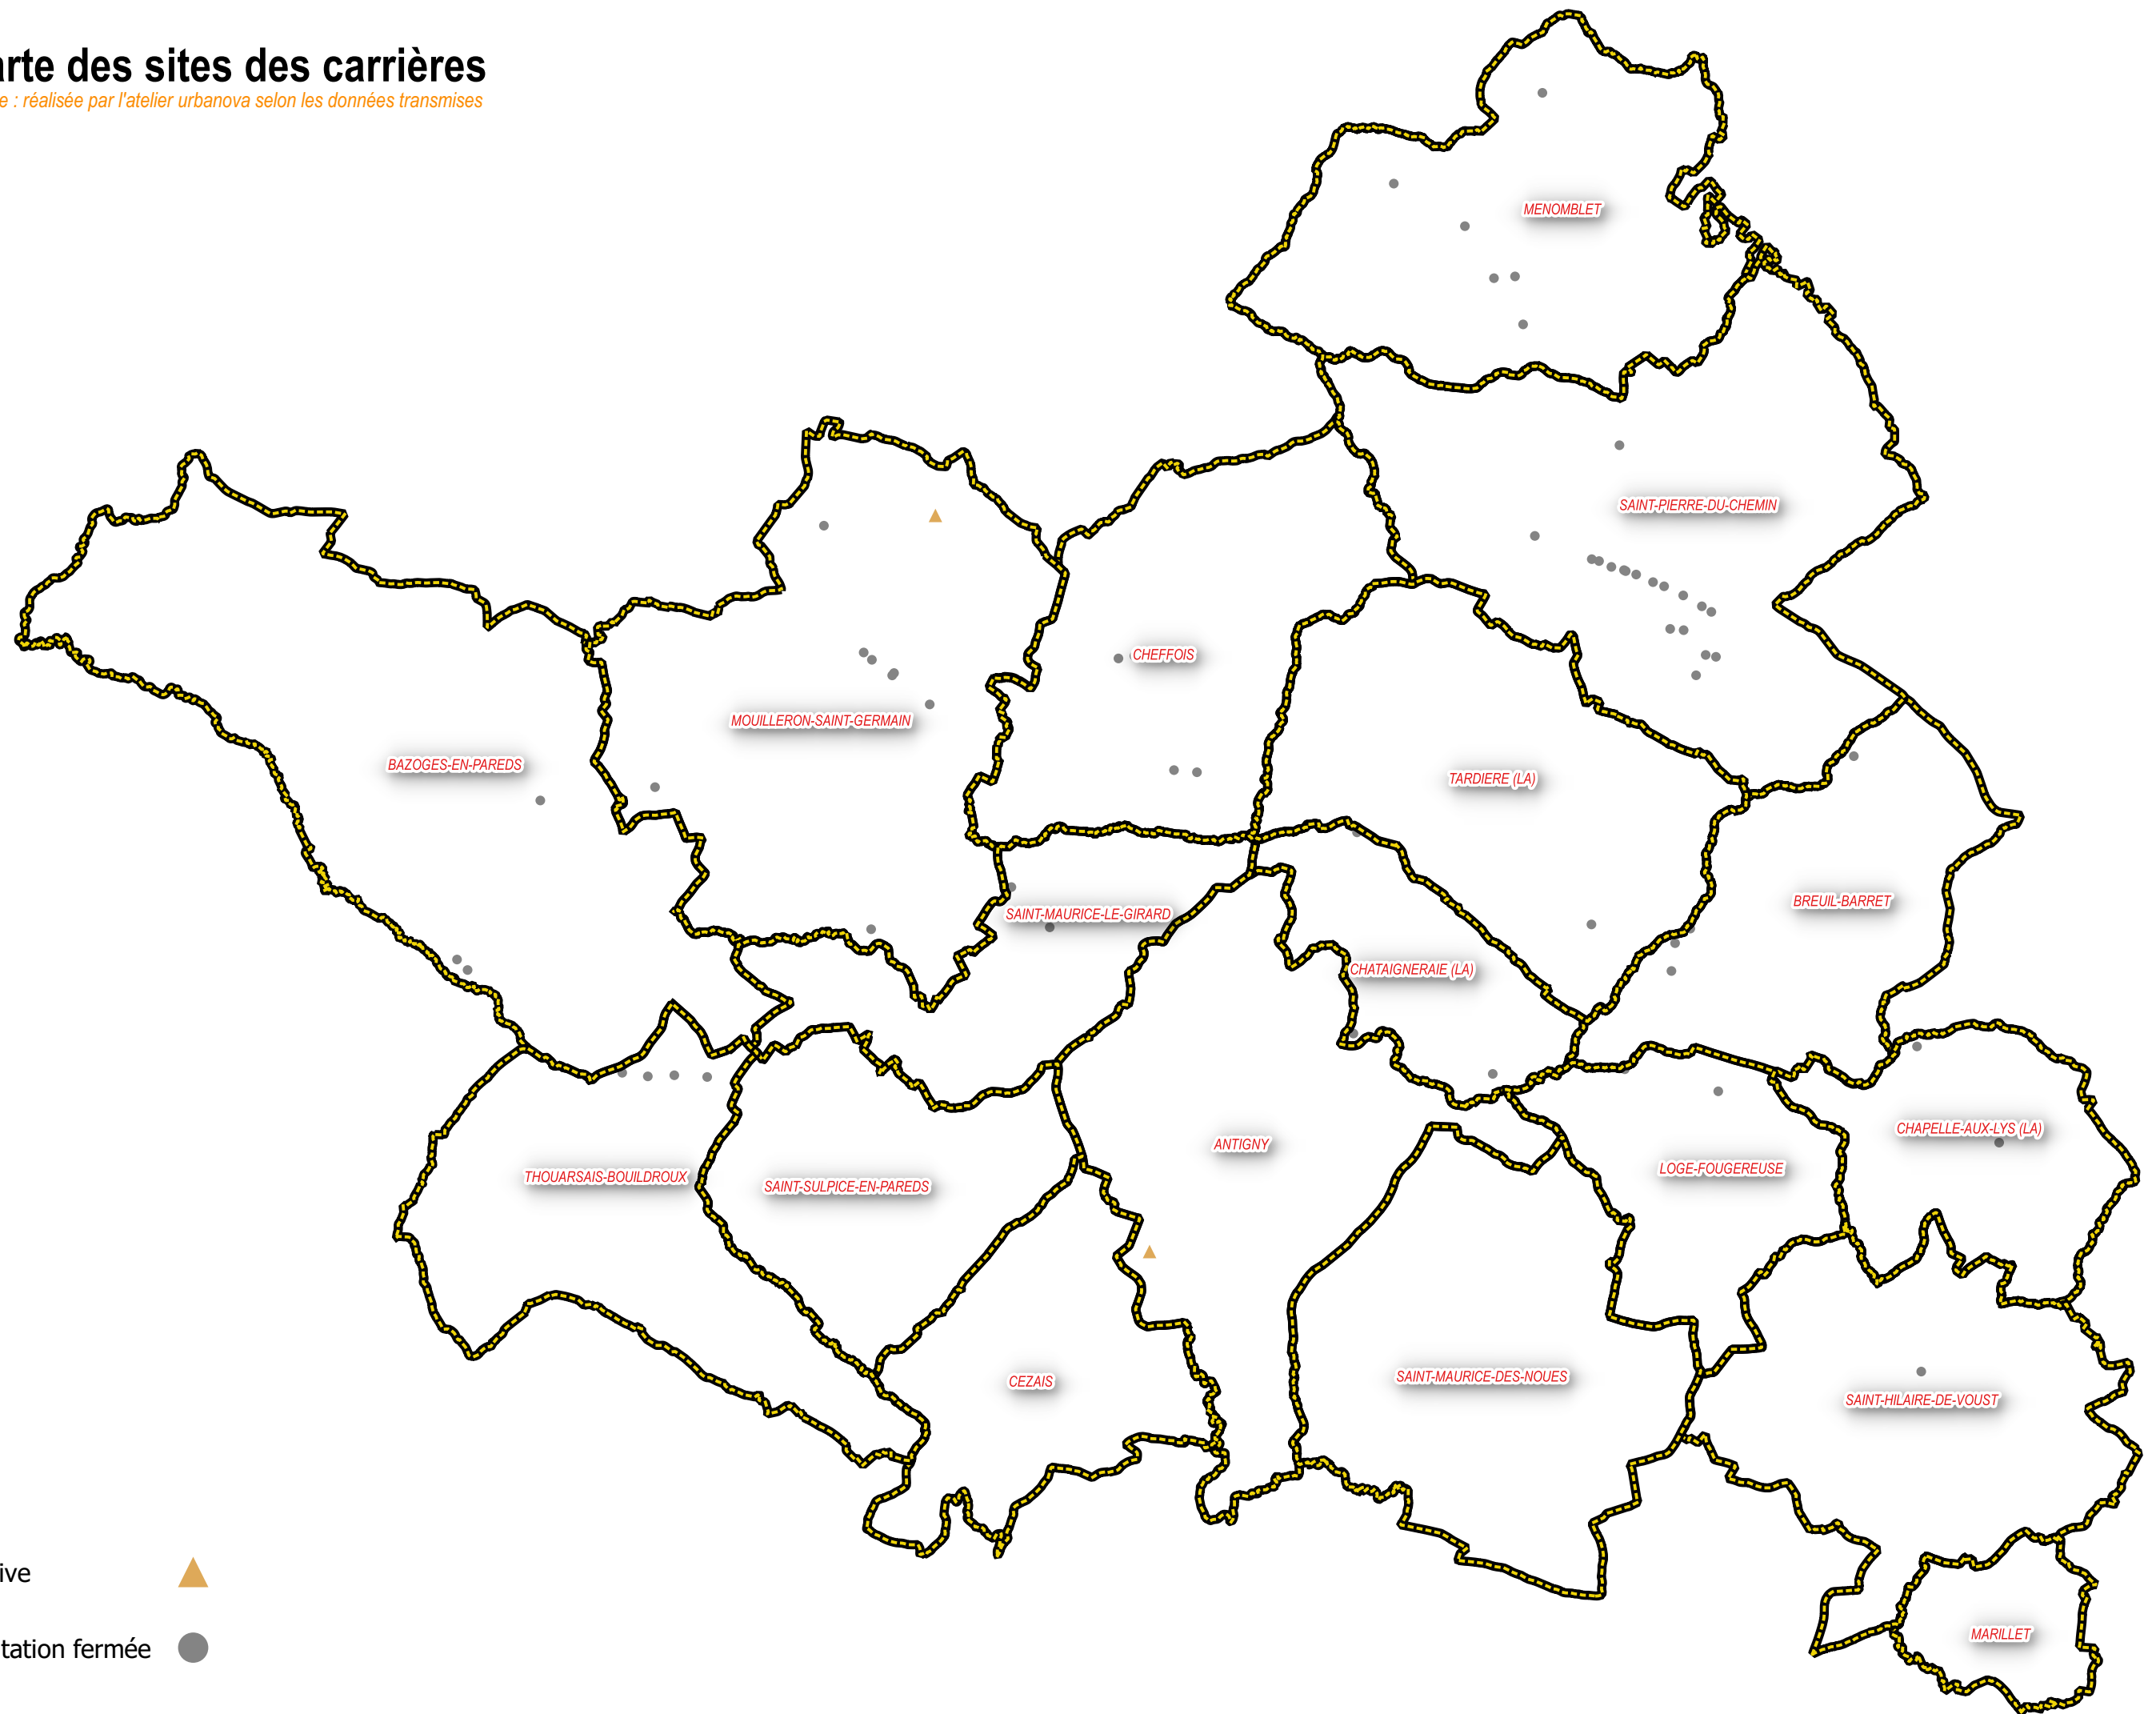 arte des sites des carrières
e : réalisée par l'atelier urbanova selon les données transmises
MENOMBLET
SAINT-PIERRE-DU-CHEMIN
CHEFFOIS
MOUILLERON-SAINT-GERMAIN
BAZOGES-EN-PAREDS
TARDIERE (LA)
BREUIL-BARRET
SAINT-MAURICE-LE-GIRARD
CHATAIGNERAIE (LA)
CHAPELLE-AUX-LYS (LA)
ANTIGNY
LOGE-FOUGEREUSE
THOUARSAIS-BOUILDROUX
SAINT-SULPICE-EN-PAREDS
SAINT-MAURICE-DES-NOUES
CEZAIS
SAINT-HILAIRE-DE-VOUST
ive
tation fermée
MARILLET